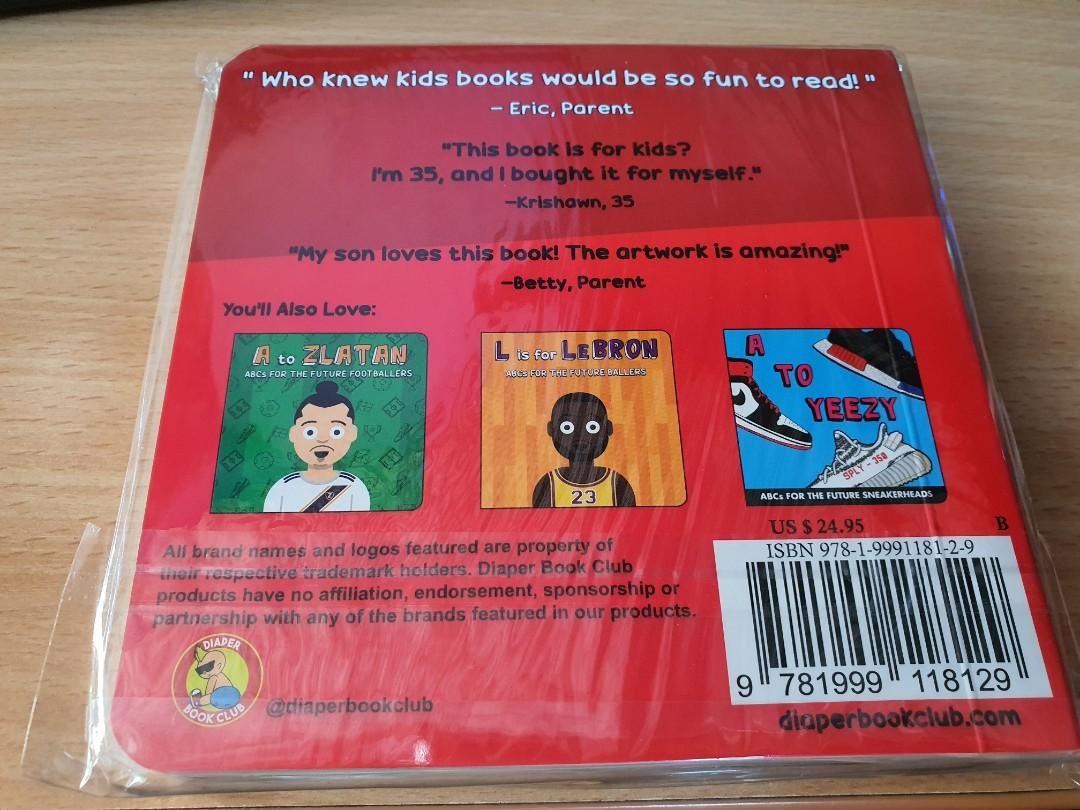 " Who knew kids books would be so fun to read! "
– Eric, Parent
"This book is for kids?
I'm 35, and I bought it for myself."
–Krishawn, 35
"My son loves this book! The artwork is amazing!"
–Betty, Parent
You'll Also Love:
A to ZLATAN
ABCs FOR THE FUTURE FOOTBALLERS
L is for LeBRON
ABCs FOR THE FUTURE BALLERS
23
A
TO
YEEZY
SPLY - 350
ABCs FOR THE FUTURE SNEAKERHEADS
All brand names and logos featured are property of
their respective trademark holders. Diaper Book Club
products have no affiliation, endorsement, sponsorship or
partnership with any of the brands featured in our products.
DIAPER
BOOK CLUB
@diaperbookclub
US $ 24.95
B
ISBN 978-1-9991181-2-9
9 781999 118129
diaperbookclub.com